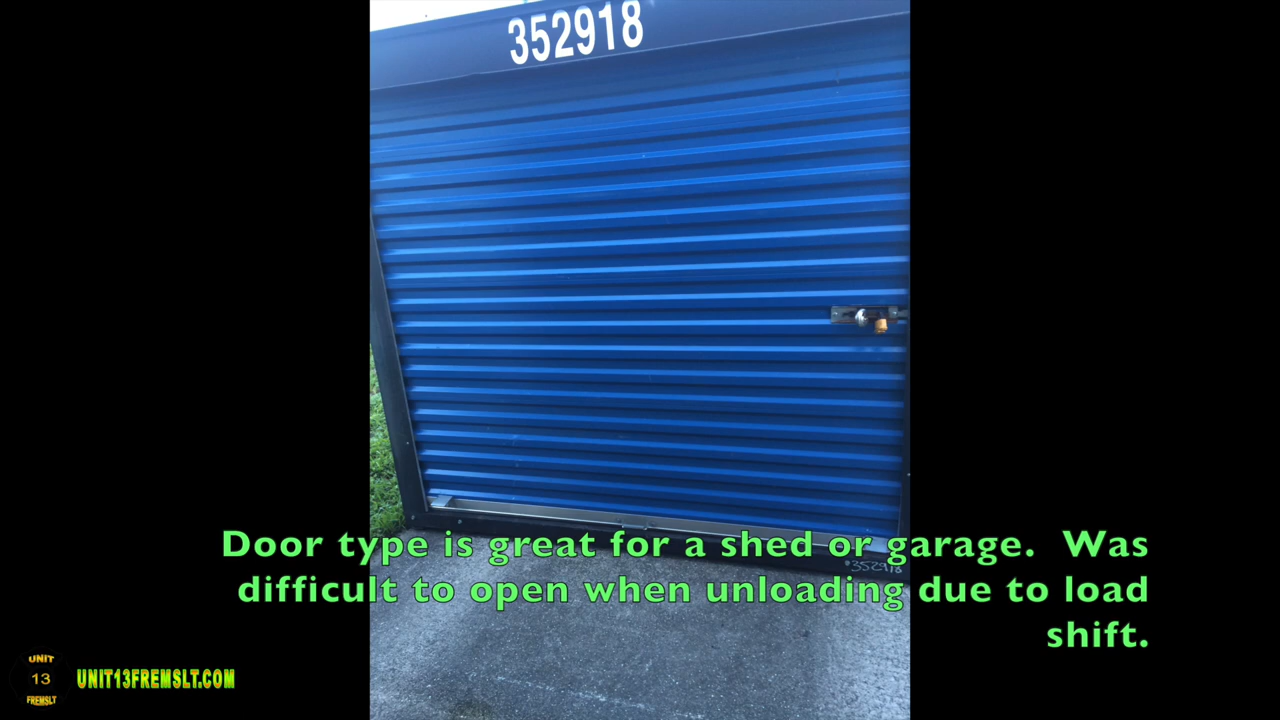 352918
Door type is great for a shed or garage.  Was
#352918
difficult to open when unloading due to load
shift.
UNIT
13
FREMSLT
UNIT13FREMSLT.COM